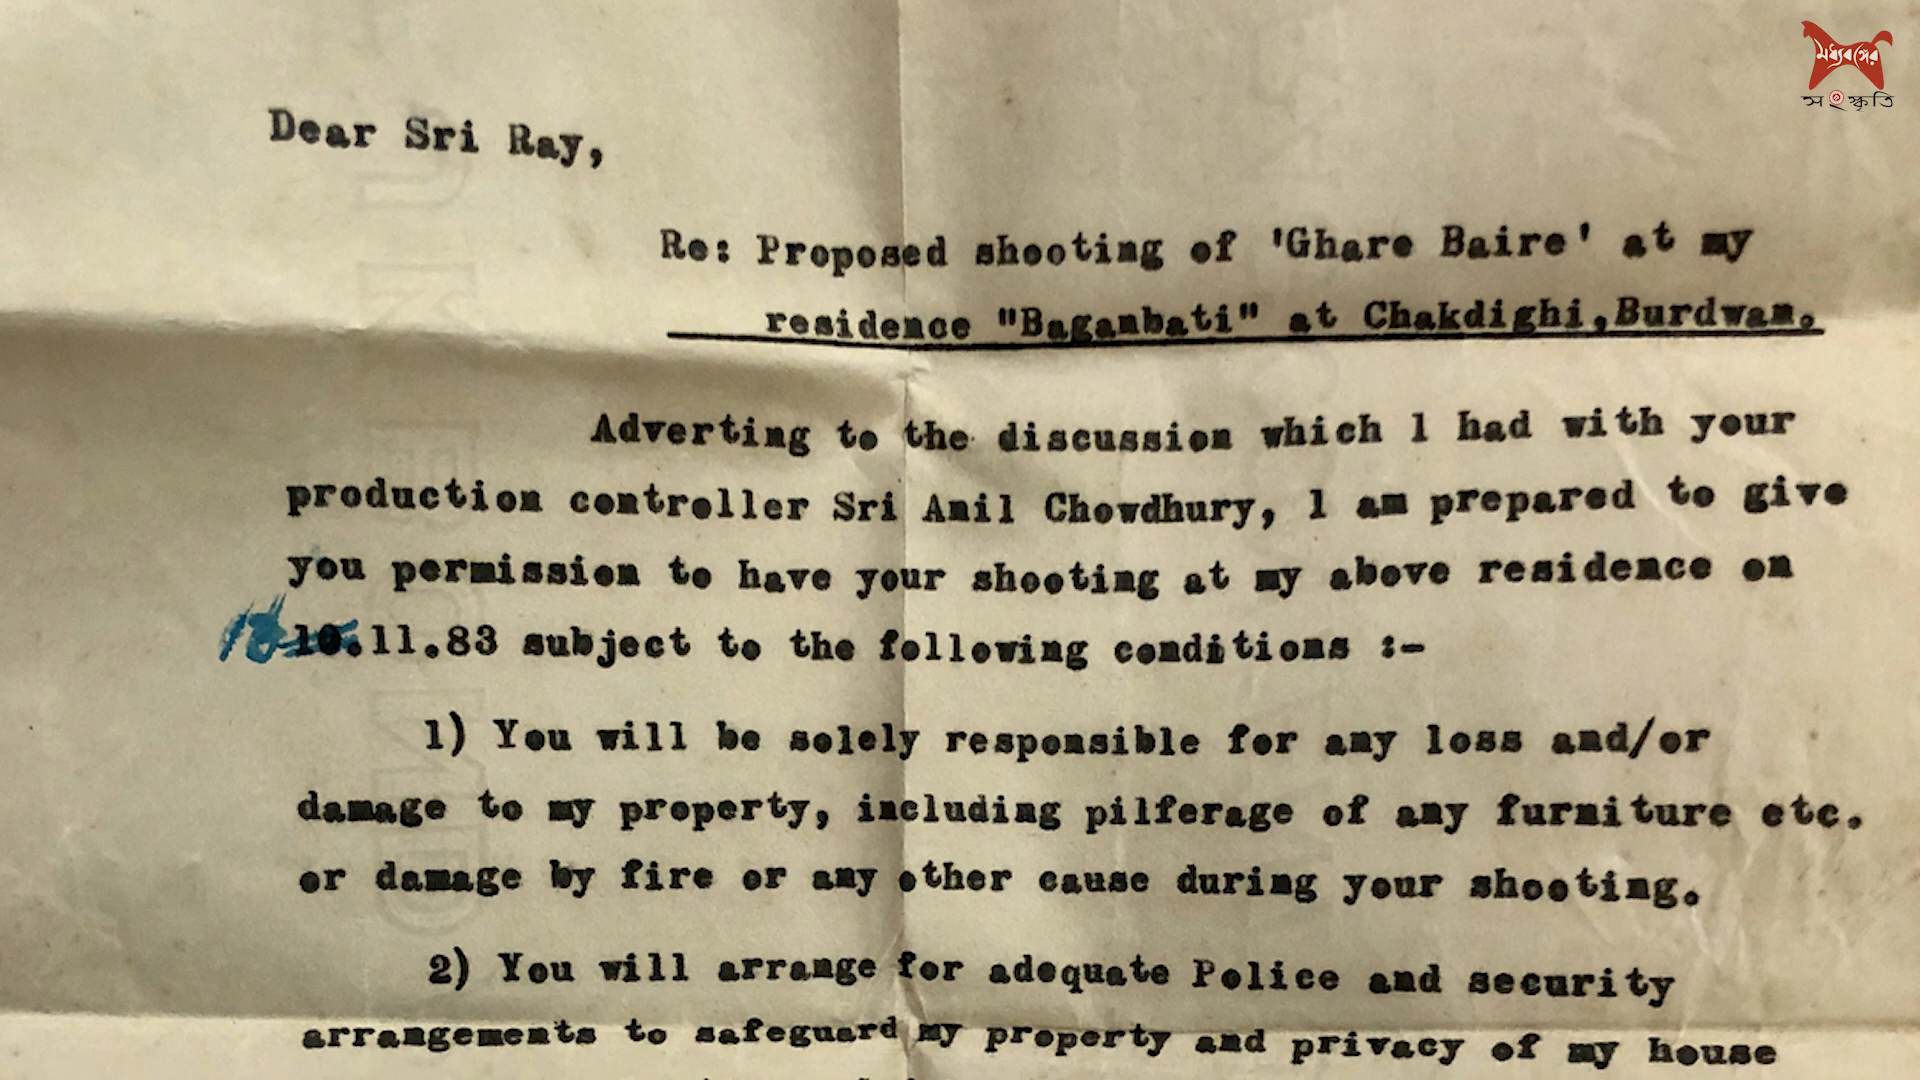 মধ্যবঙ্গের
সংস্কৃতি
Dear Sri Ray,
Re: Proposed shooting of 'Ghare Baire' at my
residence "Baganbati" at Chakdighi,Burdwan.
Adverting to the discussion which 1 had with your
production controller Sri Anil Chowdhury, 1 am prepared to give
you permission to have your shooting at my above residence on
10.11.83 subject to the following conditions :-
1) You will be solely responsible for any loss and/or
damage to my property, including pilferage of any furniture etc.
or damage by fire or any other cause during your shooting.
2) You will arrange for adequate Police and security
arrangements to safeguard my property and privacy of my house